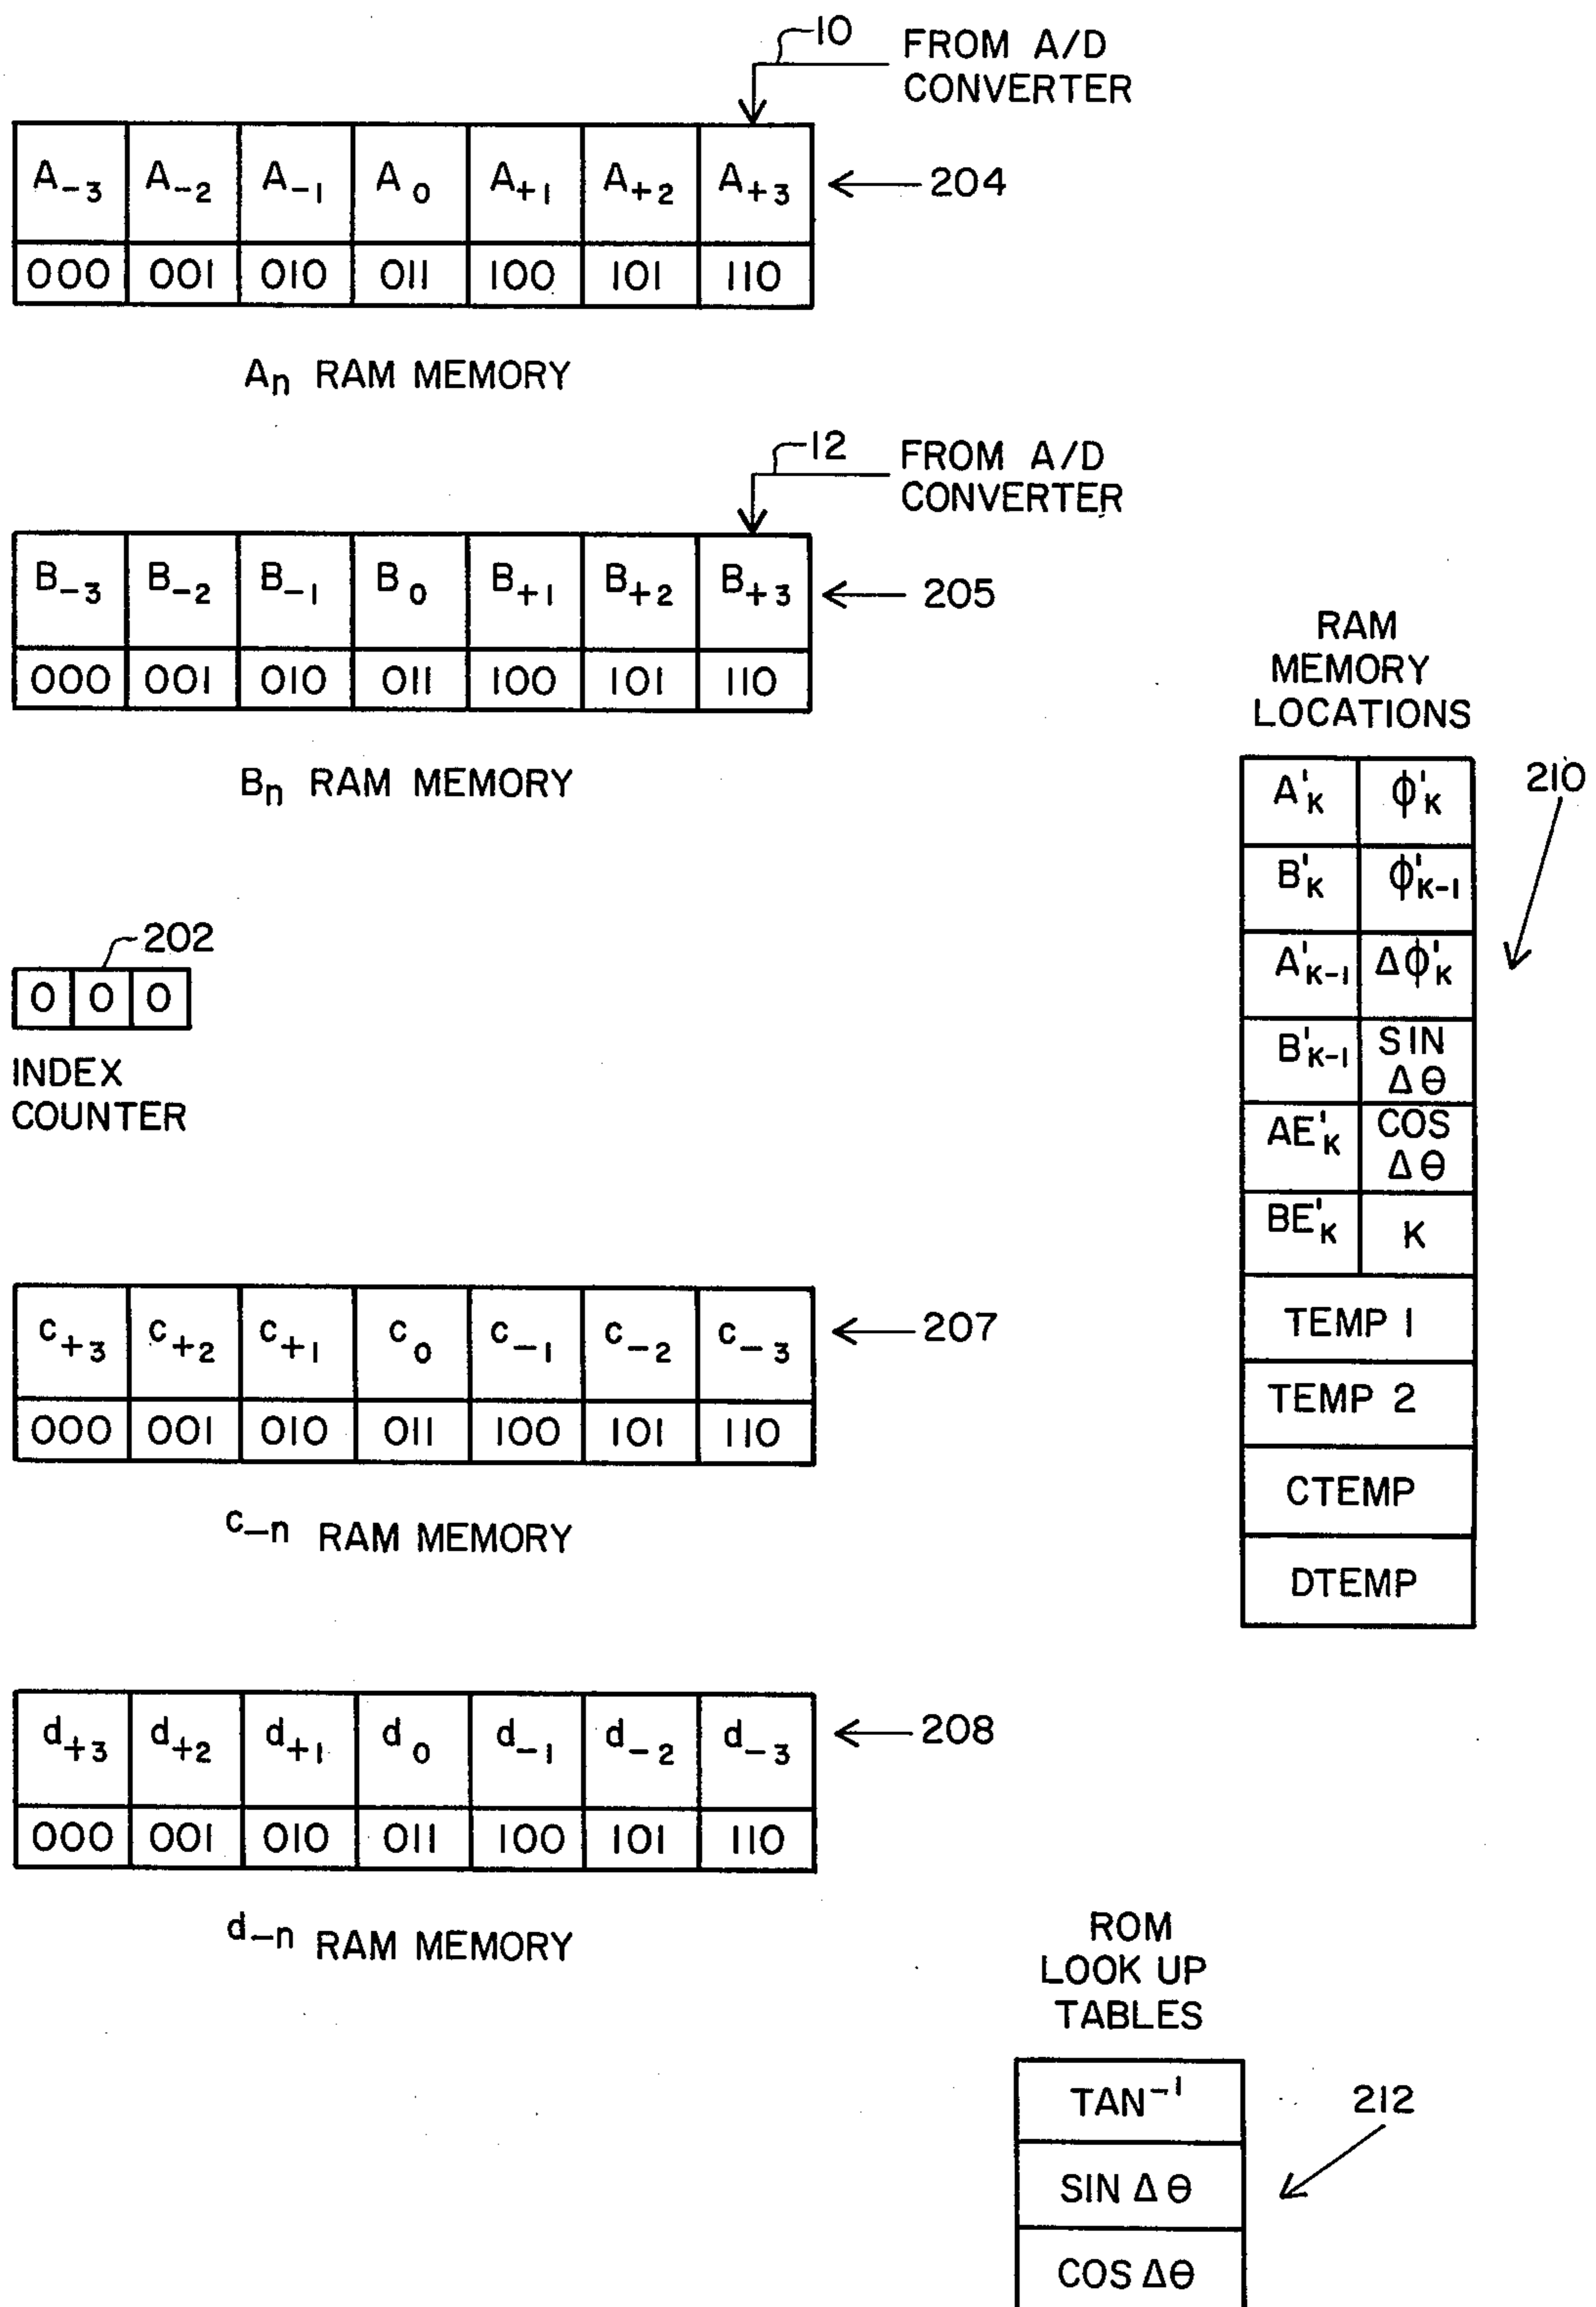 10 FROM A/D
CONVERTER
A₋₃ A₋₂ A₋₁ A₀ A₊₁ A₊₂ A₊₃ 204
000 001 010 011 100 101 110
Aₙ RAM MEMORY
12 FROM A/D
CONVERTER
B₋₃ B₋₂ B₋₁ B₀ B₊₁ B₊₂ B₊₃ 205
000 001 010 011 100 101 110
Bₙ RAM MEMORY
202
0 0 0
INDEX
COUNTER
c₊₃ c₊₂ c₊₁ c₀ c₋₁ c₋₂ c₋₃ 207
000 001 010 011 100 101 110
c₋ₙ RAM MEMORY
d₊₃ d₊₂ d₊₁ d₀ d₋₁ d₋₂ d₋₃ 208
000 001 010 011 100 101 110
d₋ₙ RAM MEMORY
RAM
MEMORY
LOCATIONS
210
A'K ϕ'K
B'K ϕ'K-1
A'K-1 Δϕ'K
B'K-1 SIN
Δθ
AE'K COS
Δθ
BE'K K
TEMP 1
TEMP 2
CTEMP
DTEMP
ROM
LOOK UP
TABLES
212
TAN⁻¹
SIN Δθ
COS Δθ